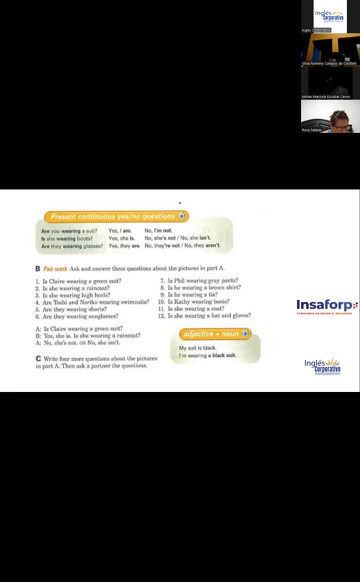 Inglés
Corporativo
Present continuous yes/no questions
Are you wearing a suit? Yes, I am. No, I'm not.
Is she wearing boots? Yes, she is. No, she's not / No, she isn't.
Are they wearing glasses? Yes, they are. No, they're not / No, they aren't.
B Pair work Ask and answer these questions about the pictures in part A.
1. Is Claire wearing a green suit?
2. Is she wearing a raincoat?
3. Is she wearing high heels?
4. Are Toshi and Noriko wearing swimsuits?
5. Are they wearing shorts?
6. Are they wearing sunglasses?
7. Is Phil wearing gray pants?
8. Is he wearing a brown shirt?
9. Is he wearing a tie?
10. Is Kathy wearing boots?
11. Is she wearing a coat?
12. Is she wearing a hat and gloves?
A: Is Claire wearing a green suit?
B: Yes, she is. Is she wearing a raincoat?
A: No, she's not. OR No, she isn't.
adjective + noun
My suit is black.
I'm wearing a black suit.
C Write four more questions about the pictures
in part A. Then ask a partner the questions.
Insaforp
Inglés
Corporativo